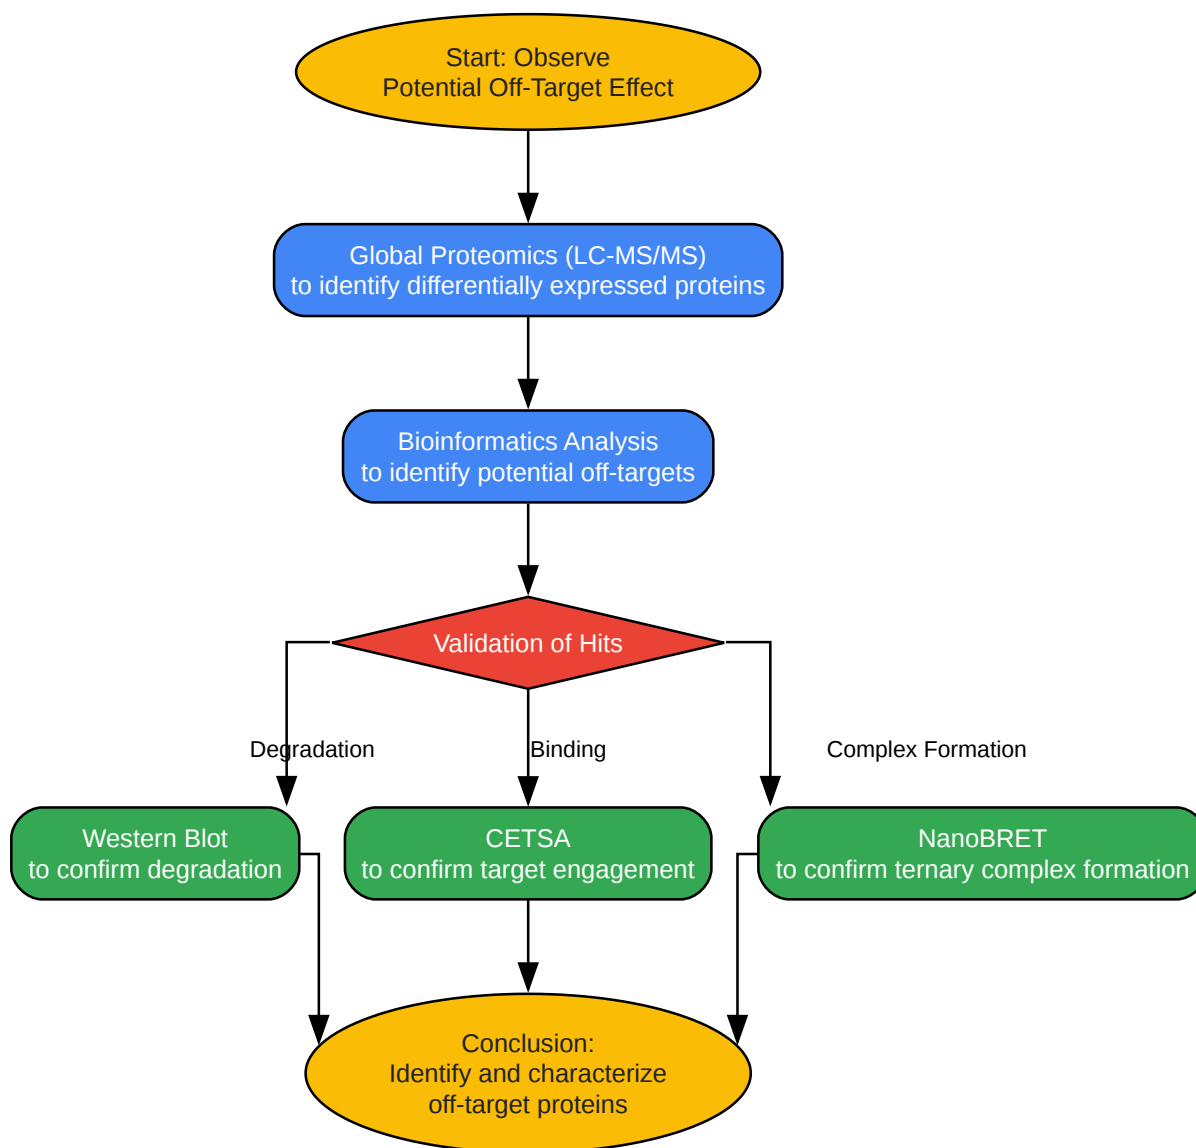 Start: Observe
Potential Off-Target Effect
Global Proteomics (LC-MS/MS)
to identify differentially expressed proteins
Bioinformatics Analysis
to identify potential off-targets
Validation of Hits
Degradation
Binding
Complex Formation
Western Blot
to confirm degradation
CETSA
to confirm target engagement
NanoBRET
to confirm ternary complex formation
Conclusion:
Identify and characterize
off-target proteins